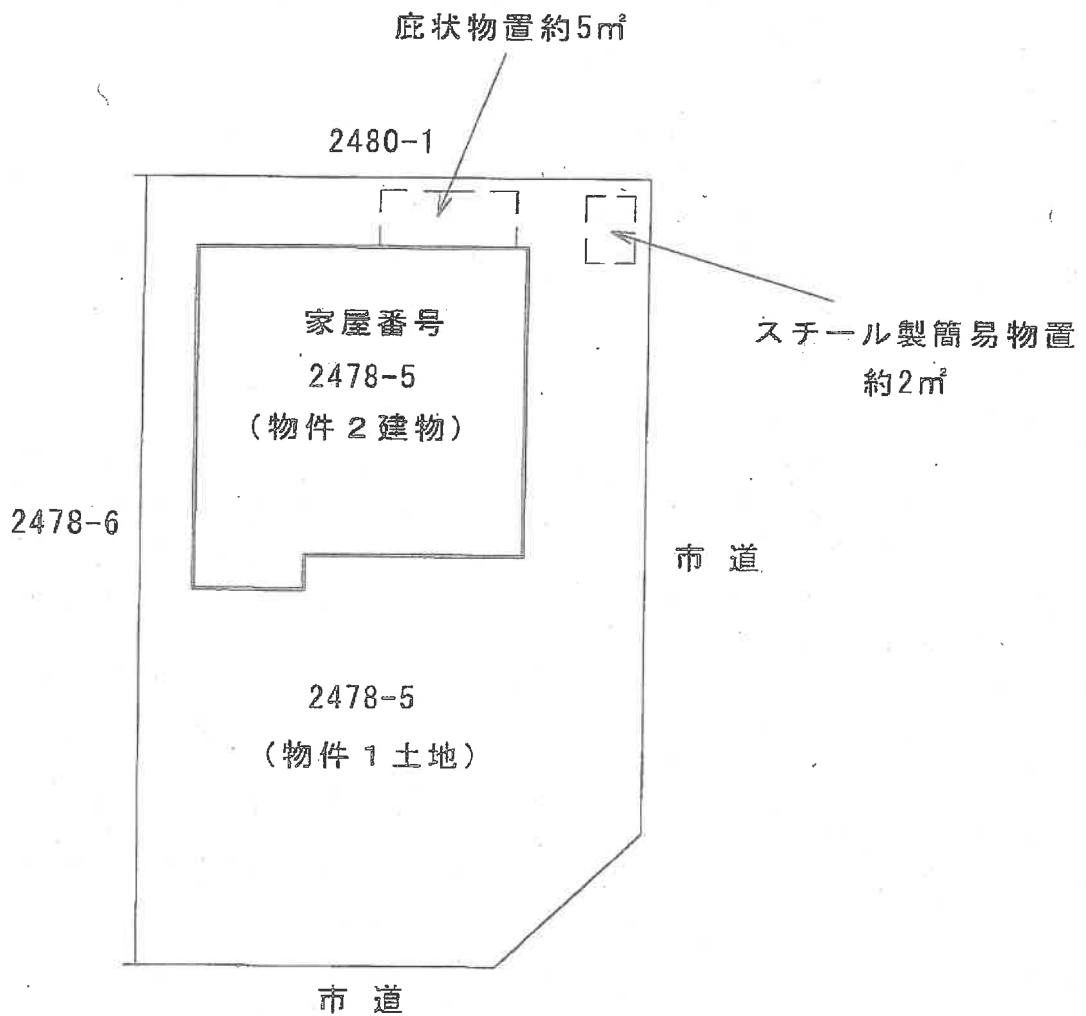 庇状物置約5㎡
2480-1
家屋番号
2478-5
(物件2建物)
スチール製簡易物置
約2㎡
2478-6
市道
2478-5
(物件1土地)
市道